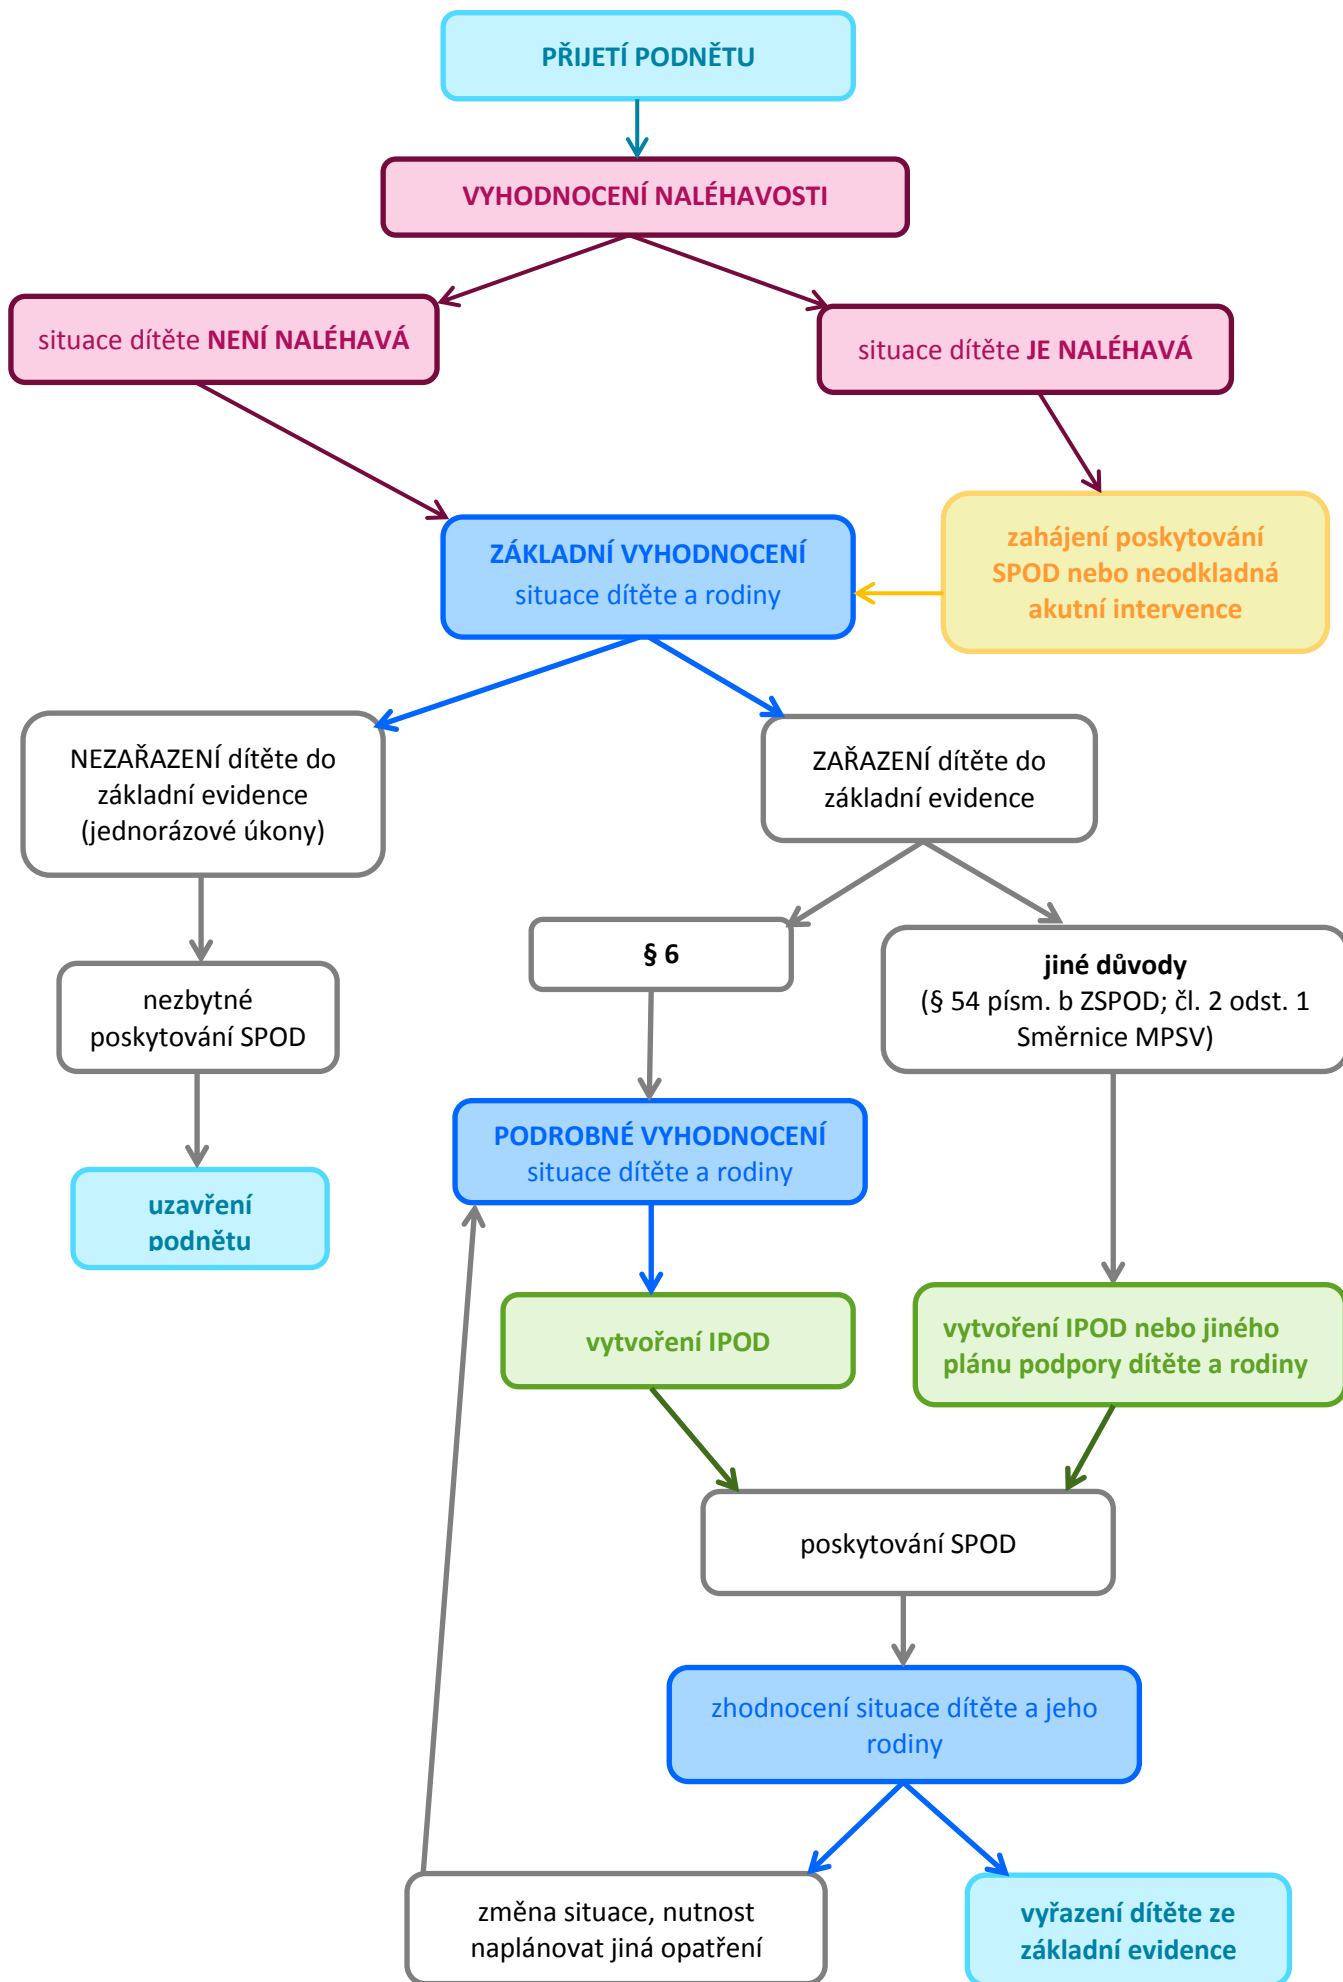 PŘIJETÍ PODNĚTU
VYHODNOCENÍ NALÉHAVOSTI
situace dítěte NENÍ NALÉHAVÁ
situace dítěte JE NALÉHAVÁ
ZÁKLADNÍ VYHODNOCENÍ
situace dítěte a rodiny
zahájení poskytování
SPOD nebo neodkladná
akutní intervence
NEZAŘAZENÍ dítěte do
základní evidence
(jednorázové úkony)
ZAŘAZENÍ dítěte do
základní evidence
§ 6
jiné důvody
(§ 54 písm. b ZSPOD; čl. 2 odst. 1
Směrnice MPSV)
nezbytné
poskytování SPOD
PODROBNÉ VYHODNOCENÍ
situace dítěte a rodiny
uzavření
podnětu
vytvoření IPOD
vytvoření IPOD nebo jiného
plánu podpory dítěte a rodiny
poskytování SPOD
zhodnocení situace dítěte a jeho
rodiny
změna situace, nutnost
naplánovat jiná opatření
vyřazení dítěte ze
základní evidence